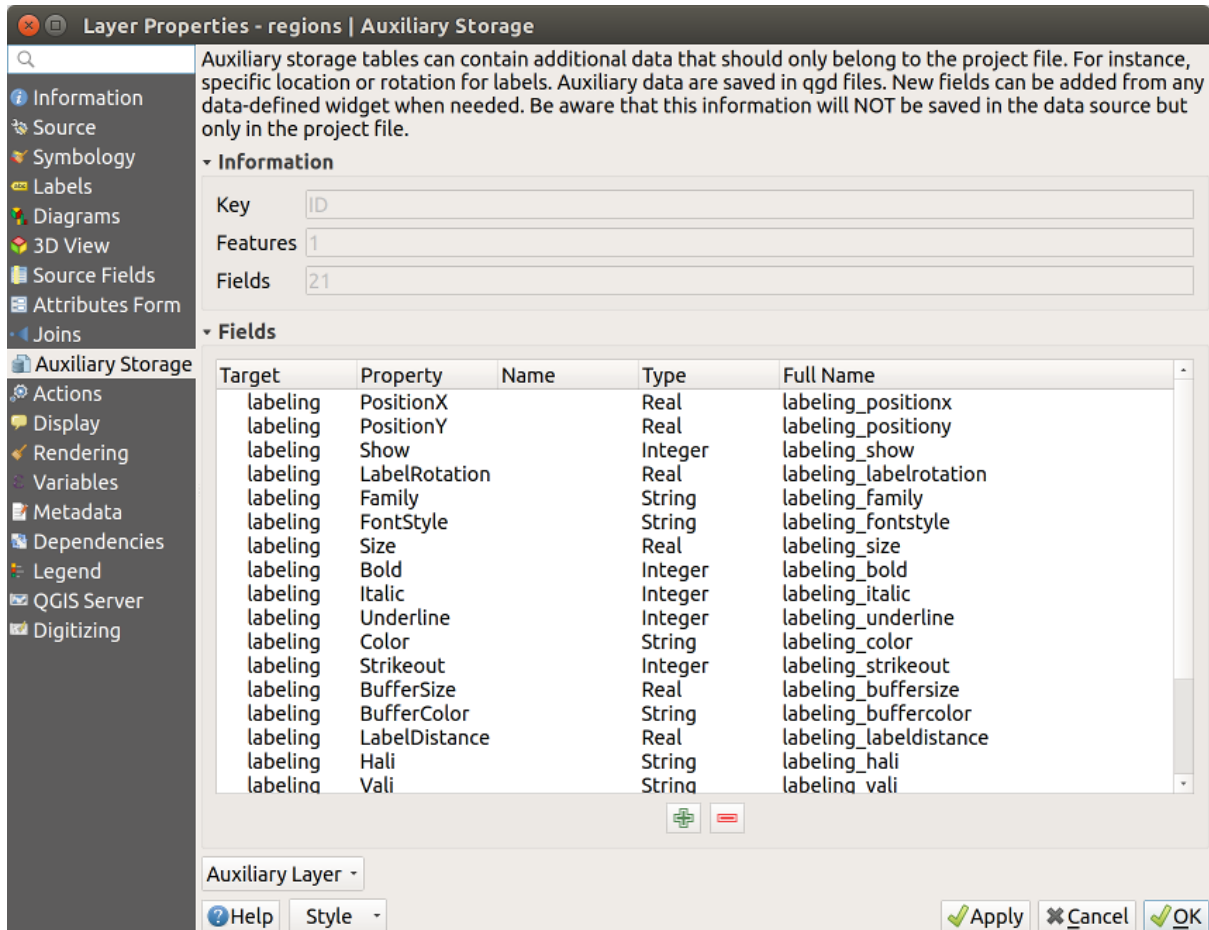 Layer Properties - regions | Auxiliary Storage
Information
Source
Symbology
Labels
Diagrams
3D View
Source Fields
Attributes Form
Joins
Auxiliary Storage
Actions
Display
Rendering
Variables
Metadata
Dependencies
Legend
QGIS Server
Digitizing
Auxiliary storage tables can contain additional data that should only belong to the project file. For instance,
specific location or rotation for labels. Auxiliary data are saved in qgd files. New fields can be added from any
data-defined widget when needed. Be aware that this information will NOT be saved in the data source but
only in the project file.
Information
Key ID
Features 1
Fields 21
Fields
Target Property Name Type Full Name
labeling PositionX Real labeling_positionx
labeling PositionY Real labeling_positiony
labeling Show Integer labeling_show
labeling LabelRotation Real labeling_labelrotation
labeling Family String labeling_family
labeling FontStyle String labeling_fontstyle
labeling Size Real labeling_size
labeling Bold Integer labeling_bold
labeling Italic Integer labeling_italic
labeling Underline Integer labeling_underline
labeling Color String labeling_color
labeling Strikeout Integer labeling_strikeout
labeling BufferSize Real labeling_buffersize
labeling BufferColor String labeling_buffercolor
labeling LabelDistance Real labeling_labeldistance
labeling Hali String labeling_hali
labeling Vali String labeling_vali
Auxiliary Layer
Help Style Apply Cancel OK